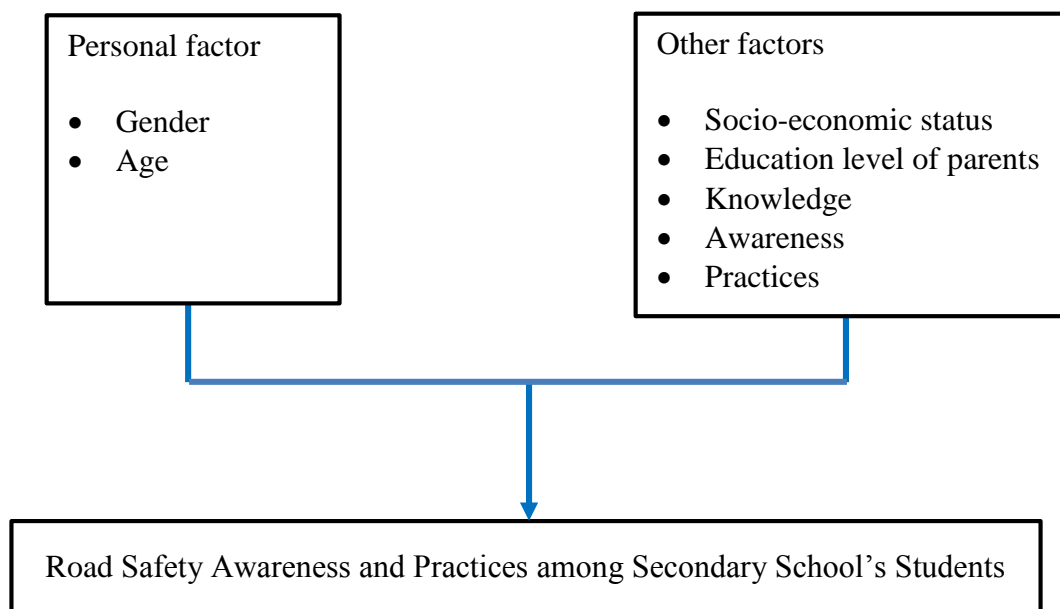 Personal factor
• Gender
• Age
Other factors
• Socio-economic status
• Education level of parents
• Knowledge
• Awareness
• Practices
Road Safety Awareness and Practices among Secondary School’s Students